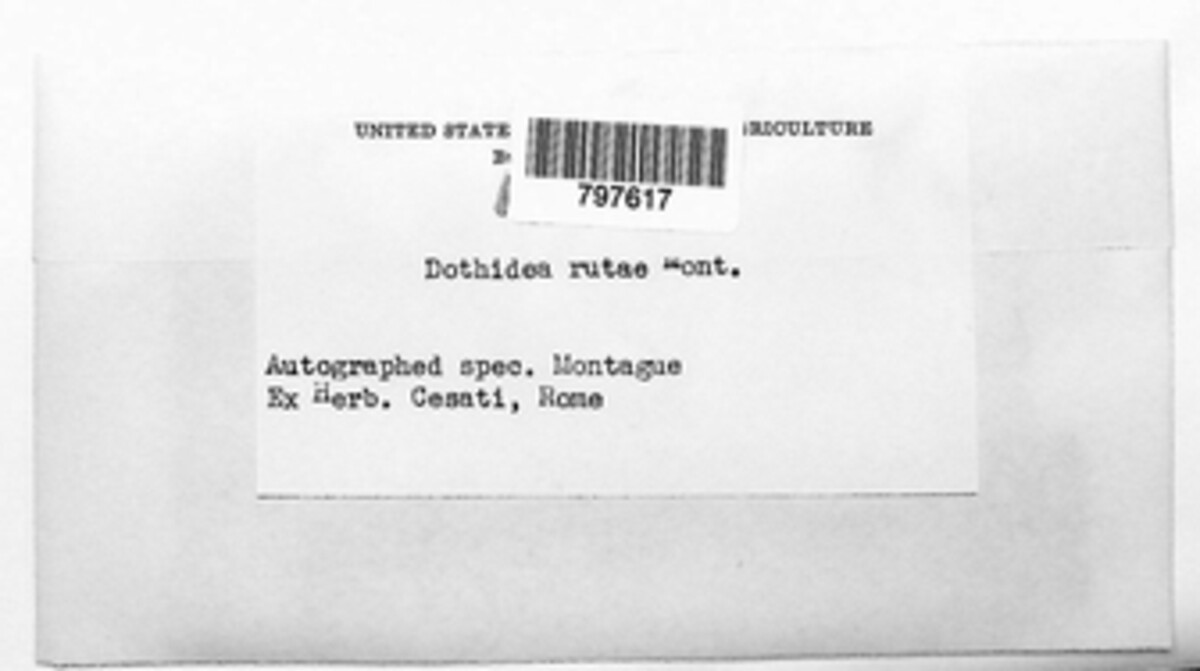 UNITED STATE RICULTURE
797617
Dothidea rutae Mont.
Autographed spec. Montague
Ex Herb. Cesati, Rome